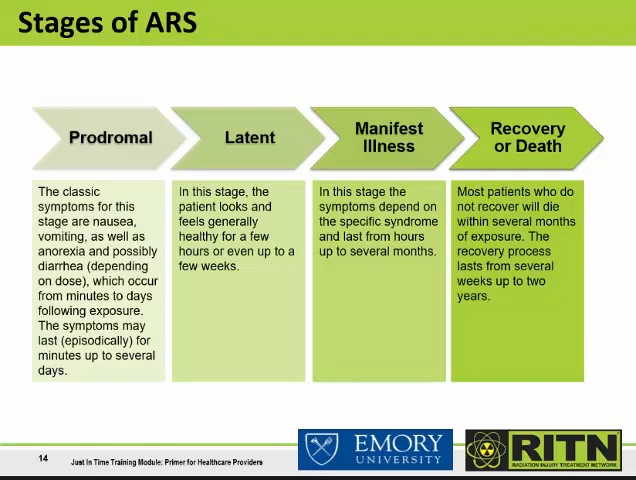 Stages of ARS
Prodromal
Latent
Manifest
Illness
Recovery
or Death
The classic
symptoms for this
stage are nausea,
vomiting, as well as
anorexia and possibly
diarrhea (depending
on dose), which occur
from minutes to days
following exposure.
The symptoms may
last (episodically) for
minutes up to several
days.
In this stage, the
patient looks and
feels generally
healthy for a few
hours or even up to a
few weeks.
In this stage the
symptoms depend on
the specific syndrome
and last from hours
up to several months.
Most patients who do
not recover will die
within several months
of exposure. The
recovery process
lasts from several
weeks up to two
years.
14
Just In Time Training Module: Primer for Healthcare Providers
EMORY
UNIVERSITY
RITN
RADIATION INJURY TREATMENT NETWORK